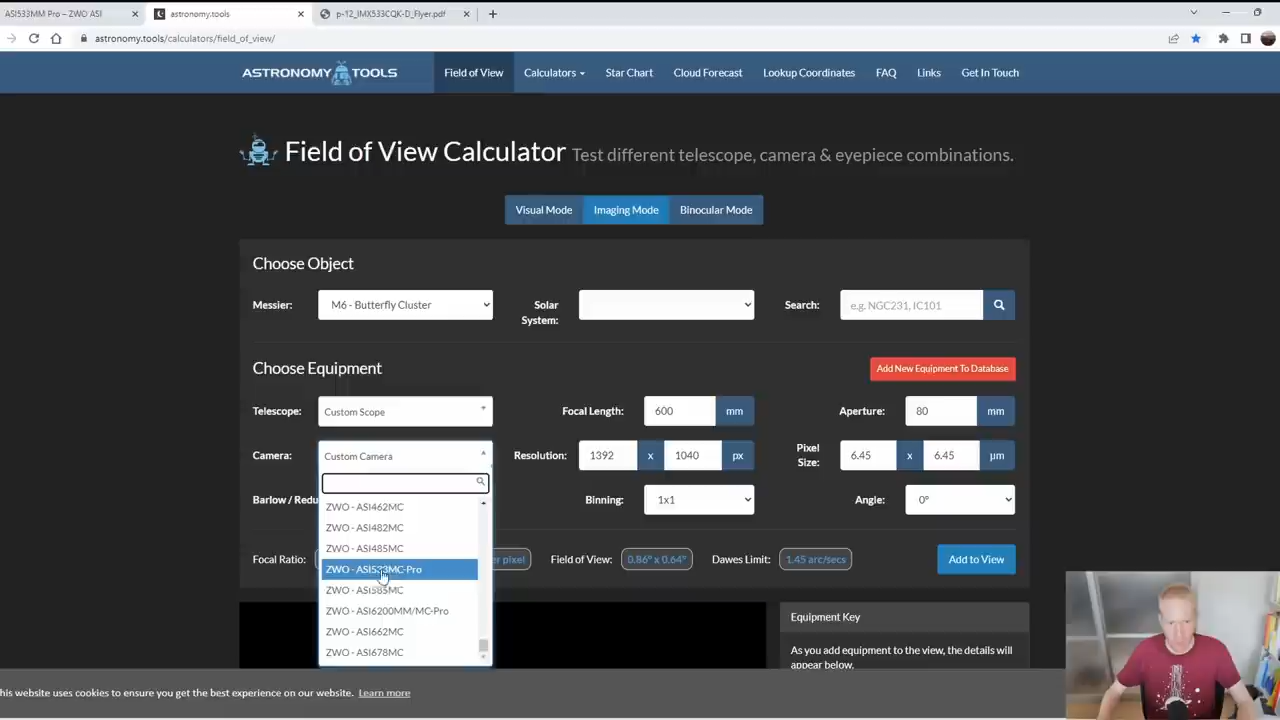 ASI533MM Pro – ZWO ASI
astronomy.tools
p-12_IMX533CQK-D_Flyer.pdf
astronomy.tools/calculators/field_of_view/
ASTRONOMY TOOLS
Field of View
Calculators
Star Chart
Cloud Forecast
Lookup Coordinates
FAQ
Links
Get In Touch
Field of View Calculator Test different telescope, camera & eyepiece combinations.
Visual Mode
Imaging Mode
Binocular Mode
Choose Object
Messier: M6 - Butterfly Cluster
Solar
System:
Search: e.g. NGC231, IC101
Choose Equipment
Add New Equipment To Database
Telescope: Custom Scope
Focal Length: 600 mm
Aperture: 80 mm
Camera: Custom Camera
Resolution: 1392 x 1040 px
Pixel
Size: 6.45 x 6.45 µm
Barlow / Redu
Binning: 1x1
Angle: 0°
ZWO - ASI462MC
ZWO - ASI482MC
ZWO - ASI485MC
ZWO - ASI533MC-Pro
ZWO - ASI585MC
ZWO - ASI6200MM/MC-Pro
ZWO - ASI662MC
ZWO - ASI678MC
Focal Ratio:
er pixel
Field of View: 0.86° x 0.64°
Dawes Limit: 1.45 arc/secs
Add to View
Equipment Key
As you add equipment to the view, the details will
appear below.
his website uses cookies to ensure you get the best experience on our website. Learn more